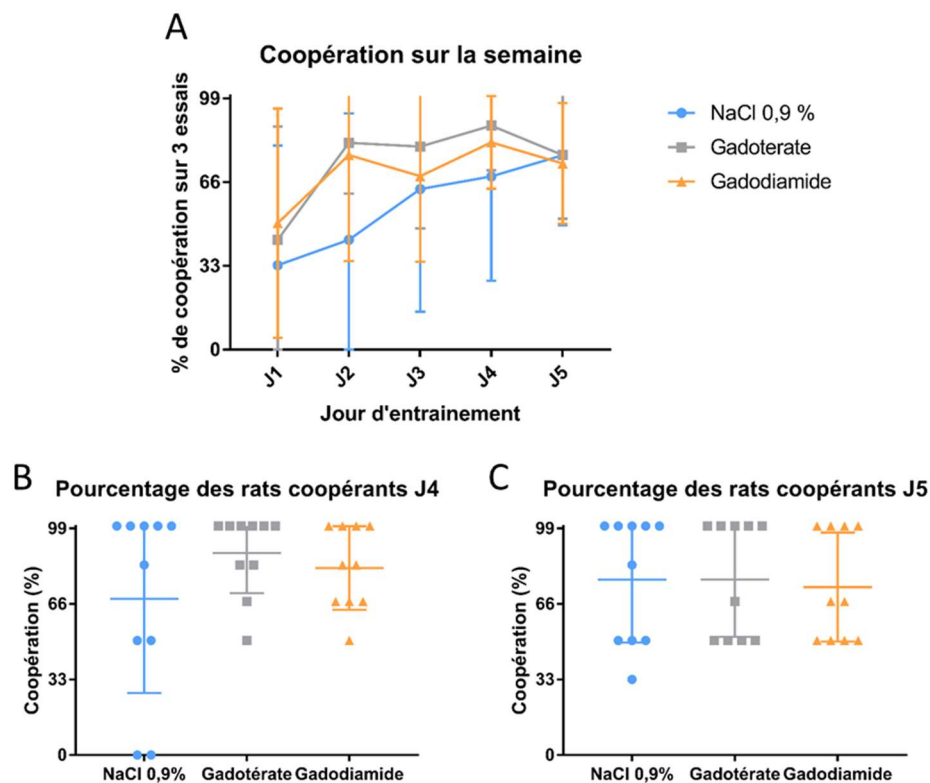 A
Coopération sur la semaine
% de coopération sur 3 essais
99
66
33
0
J1 J2 J3 J4 J5
Jour d'entrainement
NaCl 0,9 %
Gadoterate
Gadodiamide
B
Pourcentage des rats coopérants J4
Coopération (%)
99
66
33
0
NaCl 0,9% Gadotérate Gadodiamide
C
Pourcentage des rats coopérants J5
Coopération (%)
99
66
33
0
NaCl 0,9% Gadotérate Gadodiamide